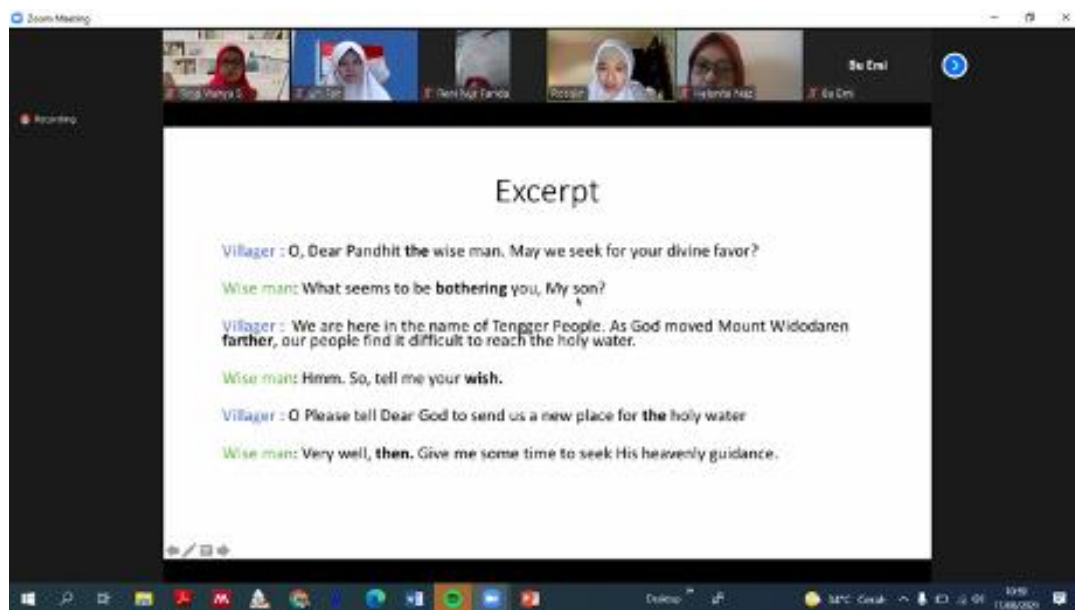 Zoom Meeting
Bu Emi
Bu Emi
Recording
Excerpt
Villager : O, Dear Pandhit the wise man. May we seek for your divine favor?
Wise man: What seems to be bothering you, My son?
Villager : We are here in the name of Tengger People. As God moved Mount Widodaren
farther, our people find it difficult to reach the holy water.
Wise man: Hmm. So, tell me your wish.
Villager : O Please tell Dear God to send us a new place for the holy water
Wise man: Very well, then. Give me some time to seek His heavenly guidance.
Desktop